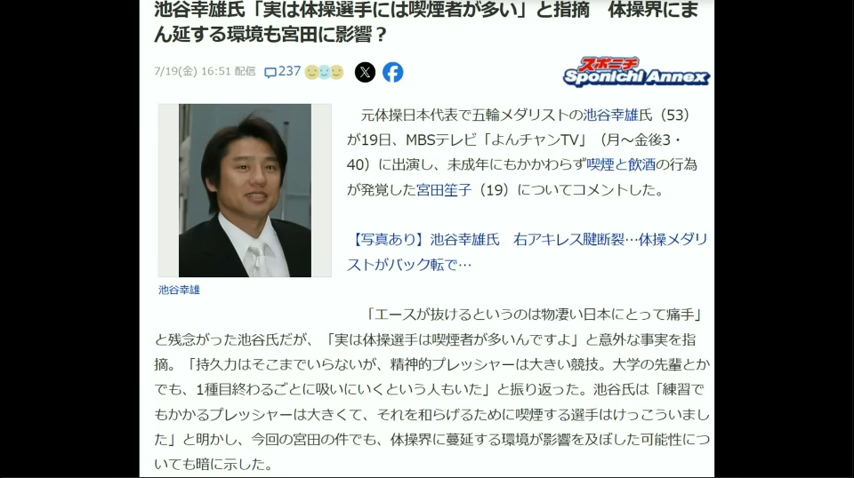 池谷幸雄氏「実は体操選手には喫煙者が多い」と指摘　体操界にま
ん延する環境も宮田に影響？
7/19(金) 16:51 配信 237
スポニチ
Sponichi Annex
元体操日本代表で五輪メダリストの池谷幸雄氏（53）
が19日、MBSテレビ「よんチャンTV」（月～金後3・
40）に出演し、未成年にもかかわらず喫煙と飲酒の行為
が発覚した宮田笙子（19）についてコメントした。
【写真あり】池谷幸雄氏　右アキレス腱断裂…体操メダリ
ストがバック転で…
池谷幸雄
「エースが抜けるというのは物凄い日本にとって痛手」
と残念がった池谷氏だが、「実は体操選手は喫煙者が多いんですよ」と意外な事実を指
摘。「持久力はそこまでいらないが、精神的プレッシャーは大きい競技。大学の先輩とか
でも、1種目終わるごとに吸いにいくという人もいた」と振り返った。池谷氏は「練習で
もかかるプレッシャーは大きくて、それを和らげるために喫煙する選手はけっこういまし
た」と明かし、今回の宮田の件でも、体操界に蔓延する環境が影響を及ぼした可能性につ
いても暗に示した。